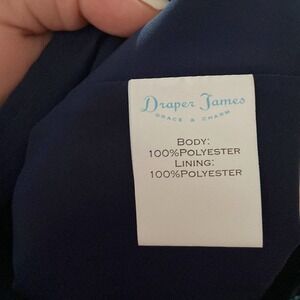 Draper James
GRACE & CHARM
BODY:
100%POLYESTER
LINING:
100%POLYESTER